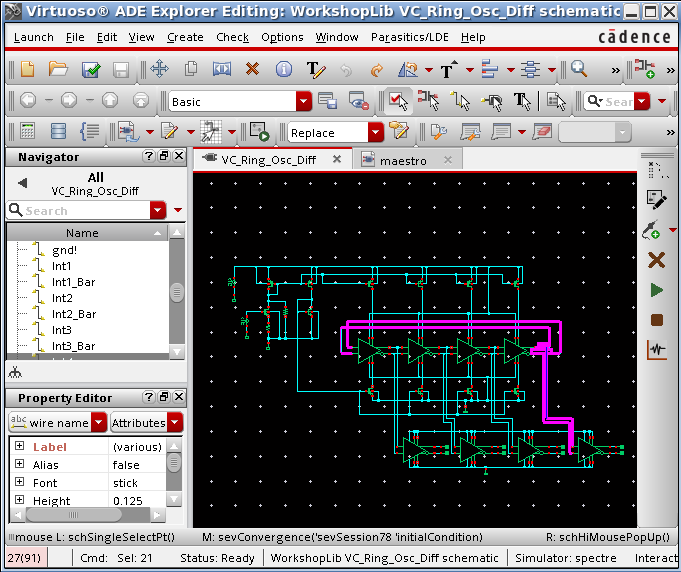 Virtuoso® ADE Explorer Editing: WorkshopLib VC_Ring_Osc_Diff schematic
Launch File Edit View Create Check Options Window Parasitics/LDE Help cādence
Basic Sear
Replace
Navigator
All
VC_Ring_Osc_Diff
Search
Name
gnd!
Int1
Int1_Bar
Int2
Int2_Bar
Int3
Int3_Bar
Property Editor
abc wire name Attributes
Label (various)
Alias false
Font stick
Height 0.125
VC_Ring_Osc_Diff maestro
mouse L: schSingleSelectPt() M: sevConvergence('sevSession78 'initialCondition) R: schHiMousePopUp()
27(91) Cmd: Sel: 21 Status: Ready WorkshopLib VC_Ring_Osc_Diff schematic Simulator: spectre Interact